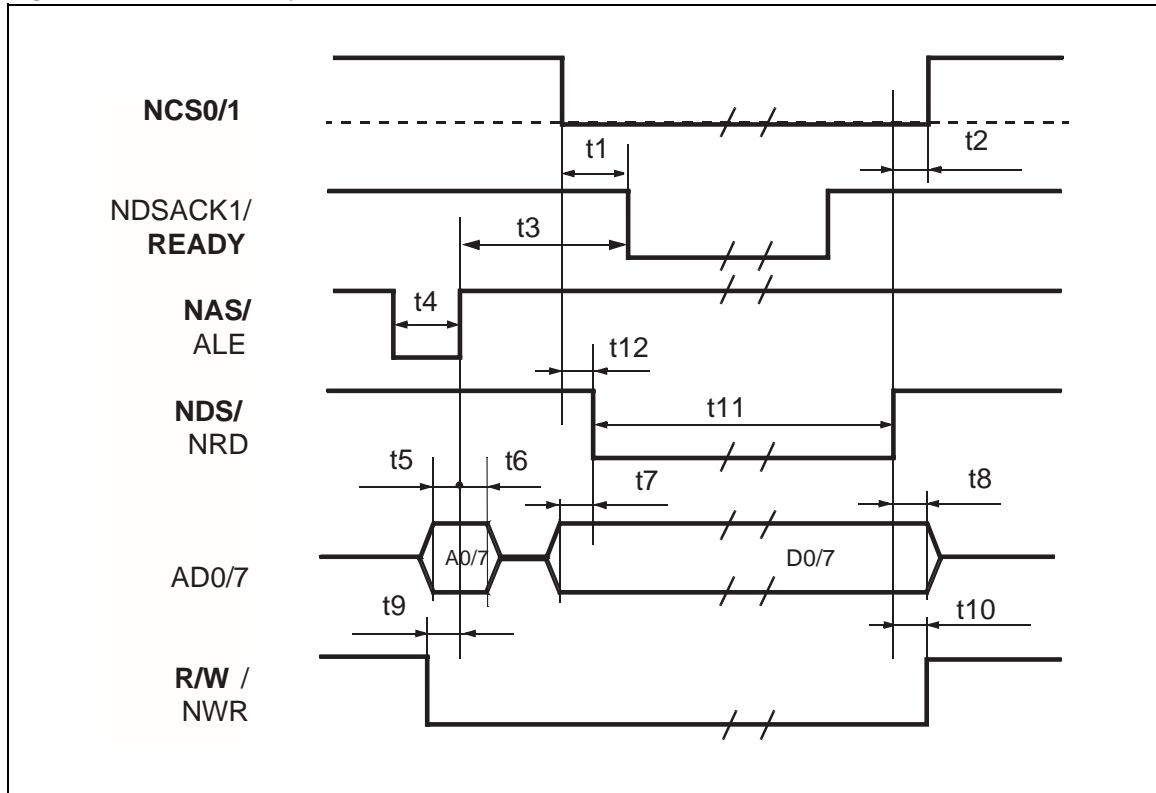 NCS0/1
t1
t2
NDSACK1/
READY
t3
NAS/
ALE
t4
t12
NDS/
NRD
t11
t5
t6
t7
t8
AD0/7
A0/7
D0/7
t9
t10
R/W /
NWR